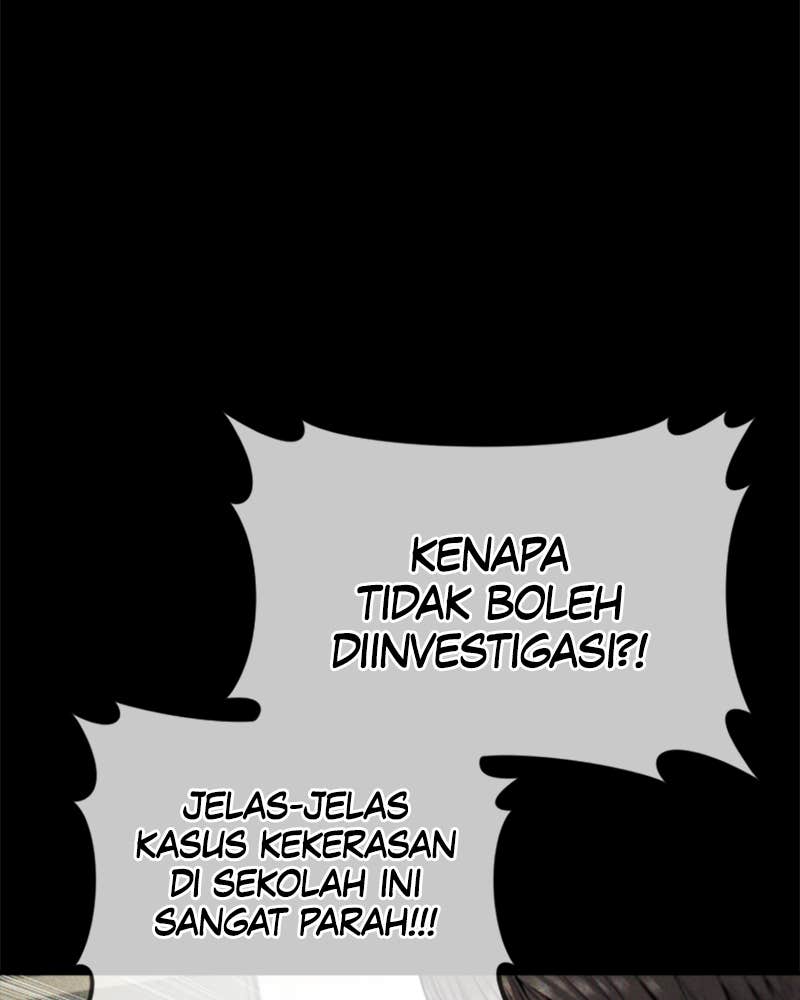 KENAPA
TIDAK BOLEH
DIINVESTIGASI?!
JELAS-JELAS
KASUS KEKERASAN
DI SEKOLAH INI
SANGAT PARAH!!!